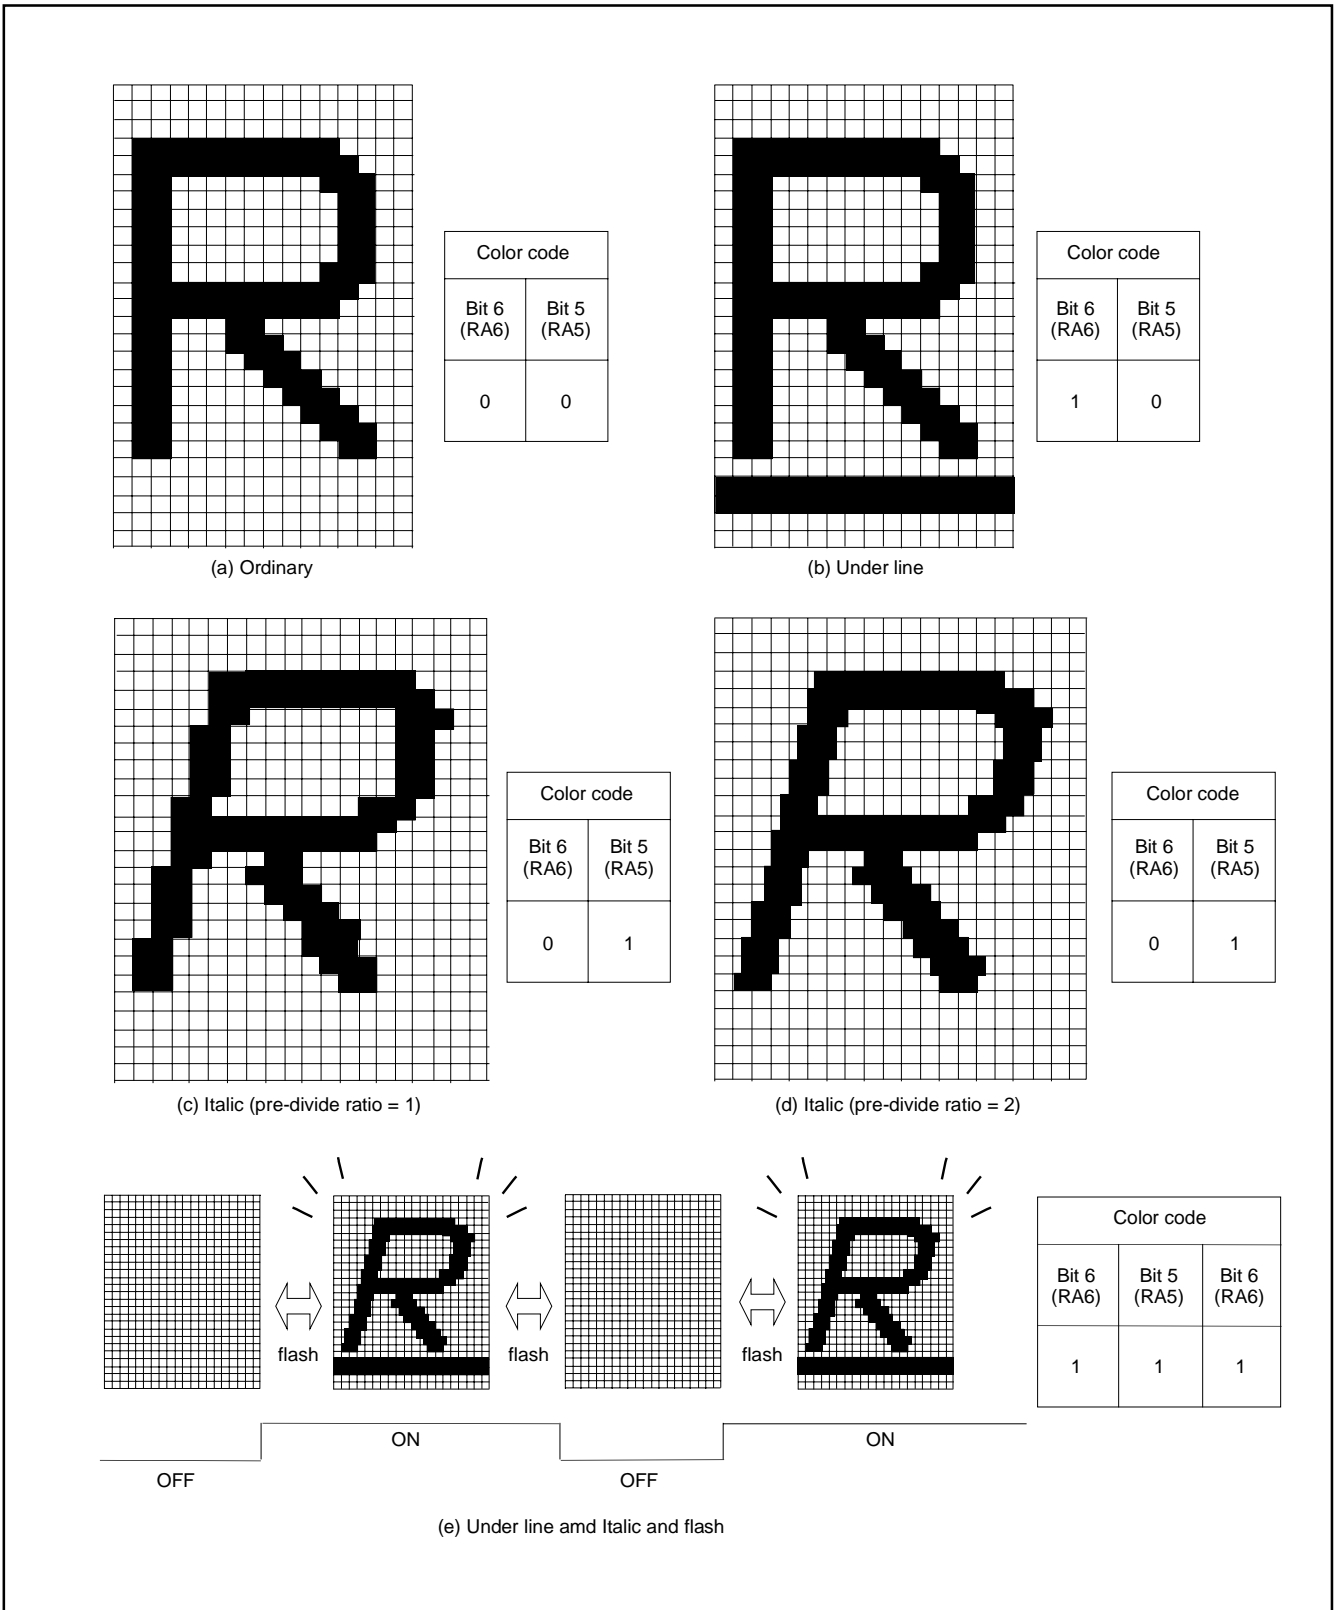 Color code
Bit 6 Bit 5
(RA6) (RA5)
0 0
Color code
Bit 6 Bit 5
(RA6) (RA5)
1 0
(a) Ordinary
(b) Under line
Color code
Bit 6 Bit 5
(RA6) (RA5)
0 1
Color code
Bit 6 Bit 5
(RA6) (RA5)
0 1
(c) Italic (pre-divide ratio = 1)
(d) Italic (pre-divide ratio = 2)
flash flash flash
Color code
Bit 6 Bit 5 Bit 6
(RA6) (RA5) (RA6)
1 1 1
ON ON
OFF OFF
(e) Under line amd Italic and flash